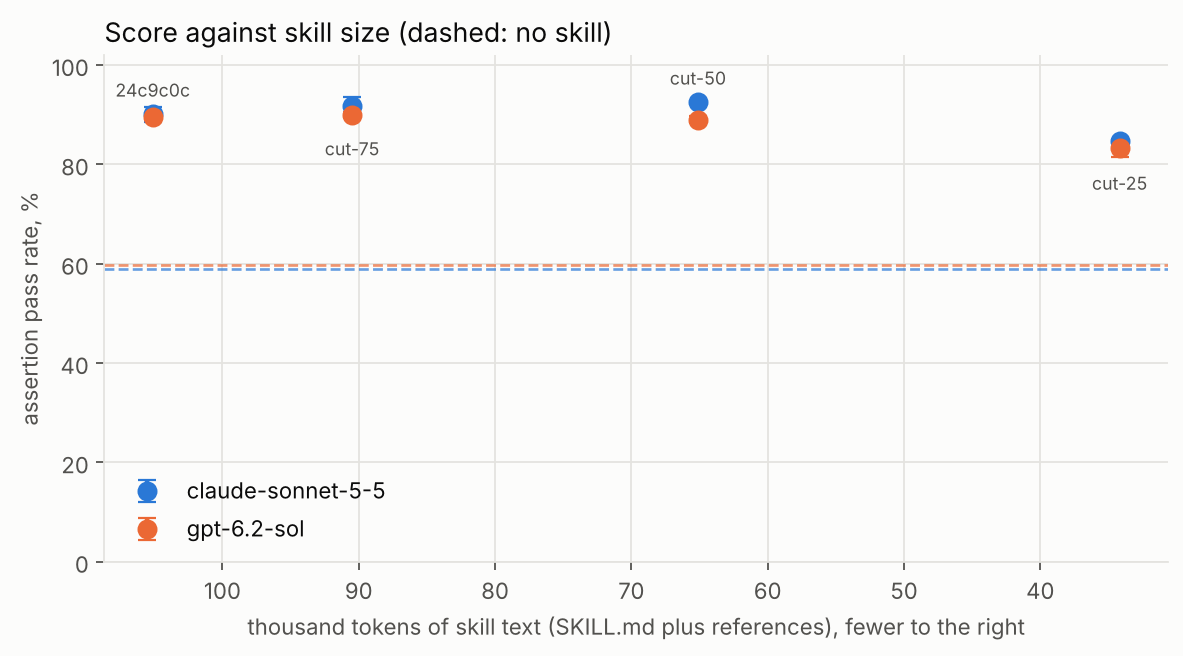 Score against skill size (dashed: no skill)
assertion pass rate, %
100
80
60
40
20
0
24c9c0c
cut-75
cut-50
cut-25
claude-sonnet-5-5
gpt-6.2-sol
100 90 80 70 60 50 40
thousand tokens of skill text (SKILL.md plus references), fewer to the right